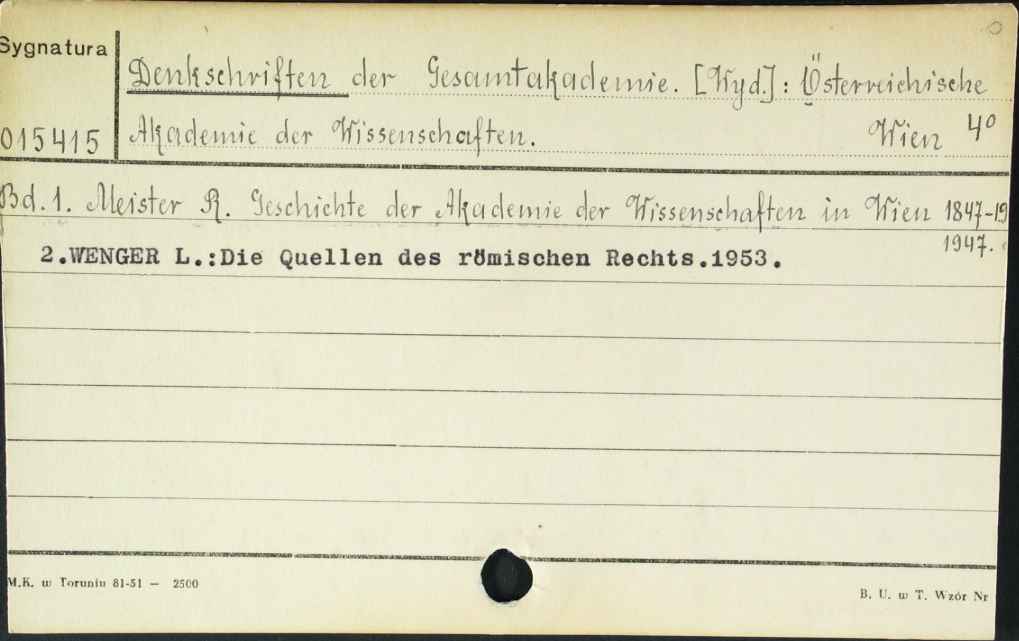 Sygnatura
Denkschriften der Gesamtakademie. [Wyd.]: Österreichische
015415 Akademie der Wissenschaften. Wien 4°
Bd. 1. Meister R. Geschichte der Akademie der Wissenschaften in Wien 1847-19
1947.
2.WENGER L.:Die Quellen des römischen Rechts.1953.
M.K. w Toruniu 81-51 — 2500
B. U. w T. Wzór Nr